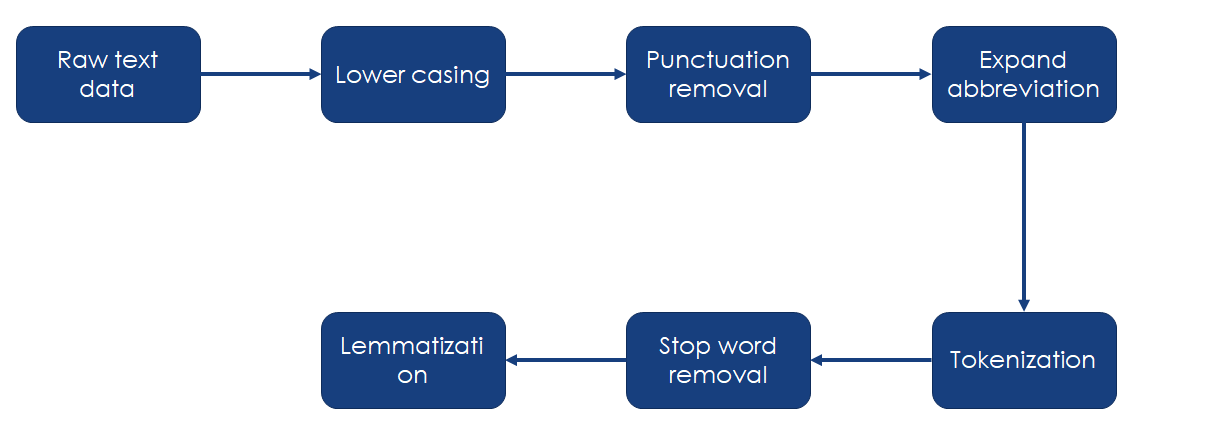 Raw text
data
Lower casing
Punctuation
removal
Expand
abbreviation
Tokenization
Stop word
removal
Lemmatizati
on